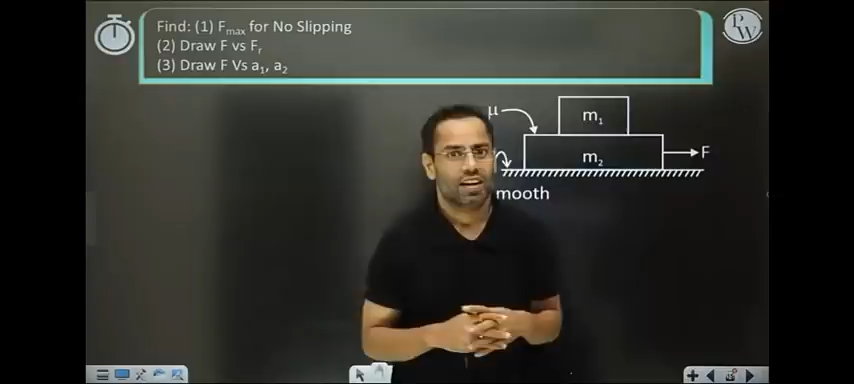 Find: (1) Fmax for No Slipping
(2) Draw F vs Fr
(3) Draw F Vs a1, a2
PW
μ
m1
m2
F
mooth